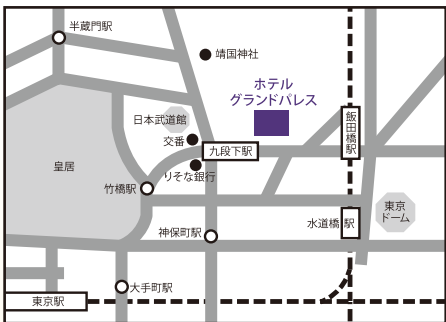 半蔵門駅
靖国神社
ホテル
グランドパレス
日本武道館
交番
九段下駅
飯田橋駅
りそな銀行
皇居
竹橋駅
東京
ドーム
水道橋駅
神保町駅
大手町駅
東京駅